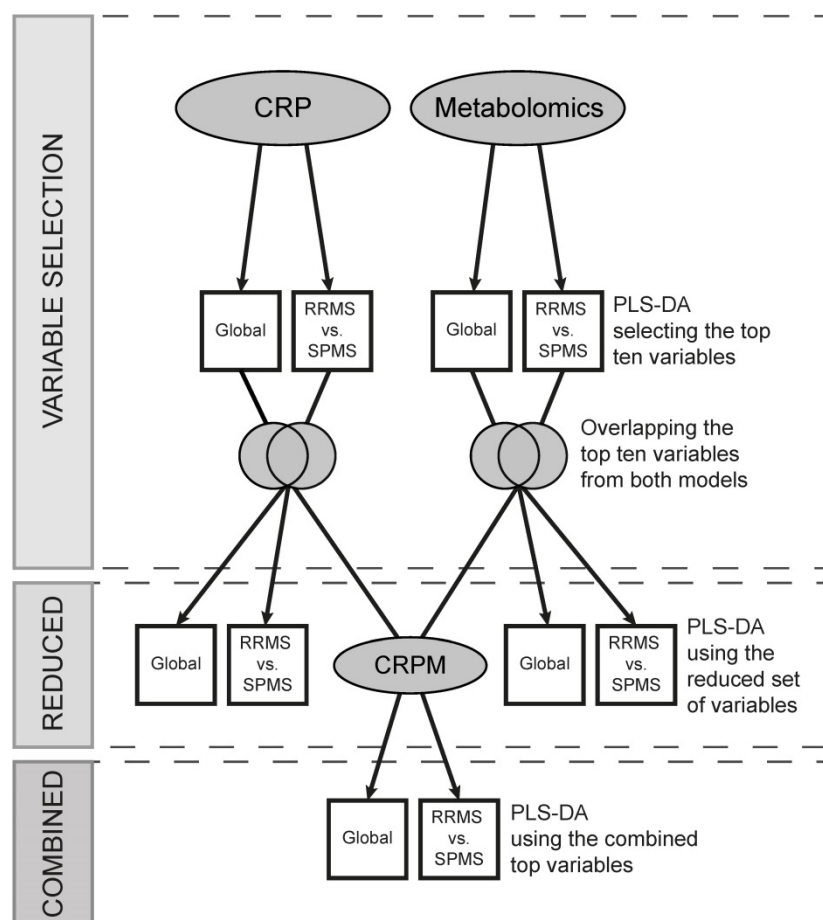 VARIABLE SELECTION
CRP
Metabolomics
Global
RRMS
vs.
SPMS
Global
RRMS
vs.
SPMS
PLS-DA
selecting the top
ten variables
Overlapping the
top ten variables
from both models
REDUCED
Global
RRMS
vs.
SPMS
CRPM
Global
RRMS
vs.
SPMS
PLS-DA
using the
reduced set
of variables
COMBINED
Global
RRMS
vs.
SPMS
PLS-DA
using the combined
top variables